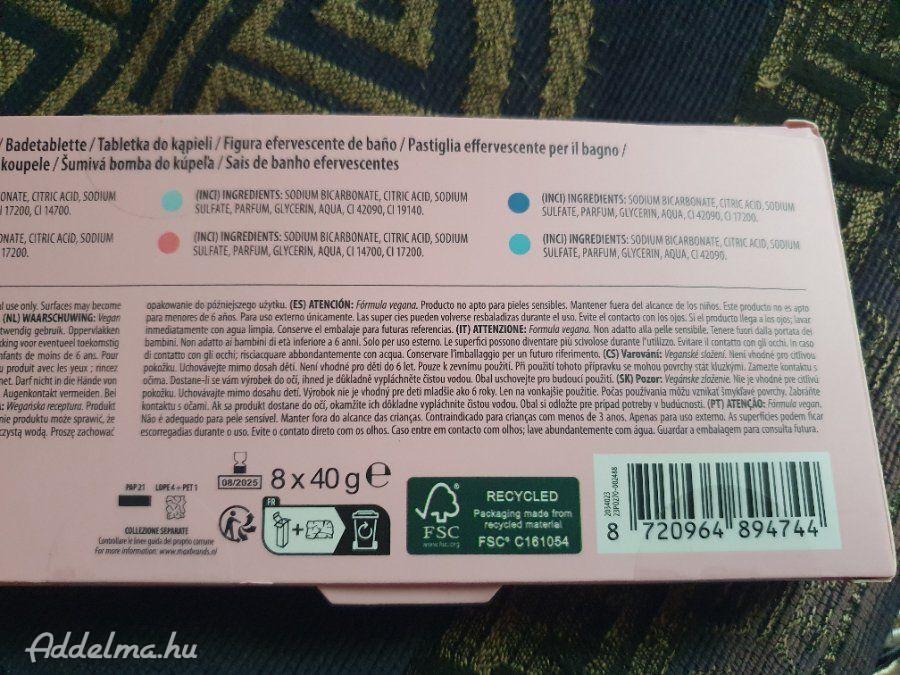 / Badetablette / Tabletka do kąpieli / Figura efervescente de baño / Pastiglia effervescente per il bagno /
koupele / Šumivá bomba do kúpeľa / Sais de banho efervescentes
ONATE, CITRIC ACID, SODIUM
I 17200, CI 14700.
(INCI) INGREDIENTS: SODIUM BICARBONATE, CITRIC ACID, SODIUM
SULFATE, PARFUM, GLYCERIN, AQUA, CI 42090, CI 19140.
(INCI) INGREDIENTS: SODIUM BICARBONATE, CITRIC ACID, SODIUM
SULFATE, PARFUM, GLYCERIN, AQUA, CI 42090, CI 17200.
ONATE, CITRIC ACID, SODIUM
17200.
(INCI) INGREDIENTS: SODIUM BICARBONATE, CITRIC ACID, SODIUM
SULFATE, PARFUM, GLYCERIN, AQUA, CI 14700, CI 17200.
(INCI) INGREDIENTS: SODIUM BICARBONATE, CITRIC ACID, SODIUM
SULFATE, PARFUM, GLYCERIN, AQUA, CI 42090.
al use only. Surfaces may become
(NL) WAARSCHUWING: Vegan
twendig gebruik. Oppervlakken
kking voor eventueel toekomstig
nfants de moins de 6 ans. Pour
u produit avec les yeux ; rincez
net. Darf nicht in die Hände von
Augenkontakt vermeiden. Bei
A: Wegańska receptura. Produkt
nie produktu może sprawić, że
czystą wodą. Proszę zachować
opakowanie do późniejszego użytku. (ES) ATENCIÓN: Fórmula vegana. Producto no apto para pieles sensibles. Mantener fuera del alcance de los niños. Este producto no es apto
para menores de 6 años. Para uso externo únicamente. Las superficies pueden volverse resbaladizas durante el uso. Evite el contacto con los ojos. Si el producto llega a los ojos, lavar
inmediatamente con agua limpia. Conserve el embalaje para futuras referencias. (IT) ATTENZIONE: Formula vegana. Non adatto alla pelle sensibile. Tenere fuori dalla portata dei
bambini. Non adatto ai bambini di età inferiore a 6 anni. Solo per uso esterno. Le superfici possono diventare più scivolose durante l'utilizzo. Evitare il contatto con gli occhi. In caso
di contatto con gli occhi; risciacquare abbondantemente con acqua. Conservare l'imballaggio per un futuro riferimento. (CS) Varování: Veganské složení. Není vhodné pro citlivou
pokožku. Uchovávejte mimo dosah dětí. Není vhodné pro děti do 6 let. Pouze k zevnímu použití. Při použití tohoto přípravku se mohou povrchy stát kluzkými. Zamezte kontaktu s
očima. Dostane-li se vám výrobek do očí, ihned je důkladně vypláchněte čistou vodou. Obal uschovejte pro budoucí použití. (SK) Pozor: Vegánske zloženie. Nie je vhodné pre citlivú
pokožku. Uchovávajte mimo dosahu detí. Výrobok nie je vhodný pre deti mladšie ako 6 rokov. Len na vonkajšie použitie. Počas používania môžu vznikať šmykľavé povrchy. Zabráňte
kontaktu s očami. Ak sa produkt dostane do očí, okamžite ich dôkladne vypláchnite čistou vodou. Obal si odložte pre prípad potreby v budúcnosti. (PT) ATENÇÃO: Fórmula vegan.
Não é adequado para pele sensível. Manter fora do alcance das crianças. Contraindicado para crianças com menos de 3 anos. Apenas para uso externo. As superfícies podem ficar
escorregadias durante o uso. Evite o contato direto com os olhos. Caso entre em contacto com olhos; lave abundantemente com água. Guardar a embalagem para consulta futura.
PAP 21 LDPE 4 + PET 1
COLLEZIONE SEPARATE
Controllare le linee guida del proprio comune
For more information: www.maxbrands.nl
08/2025
8 x 40 g e
FR
FSC
www.fsc.org
RECYCLED
Packaging made from
recycled material
FSC® C161054
2034023
23P0270-002448
8 720964 894744
Addelma.hu